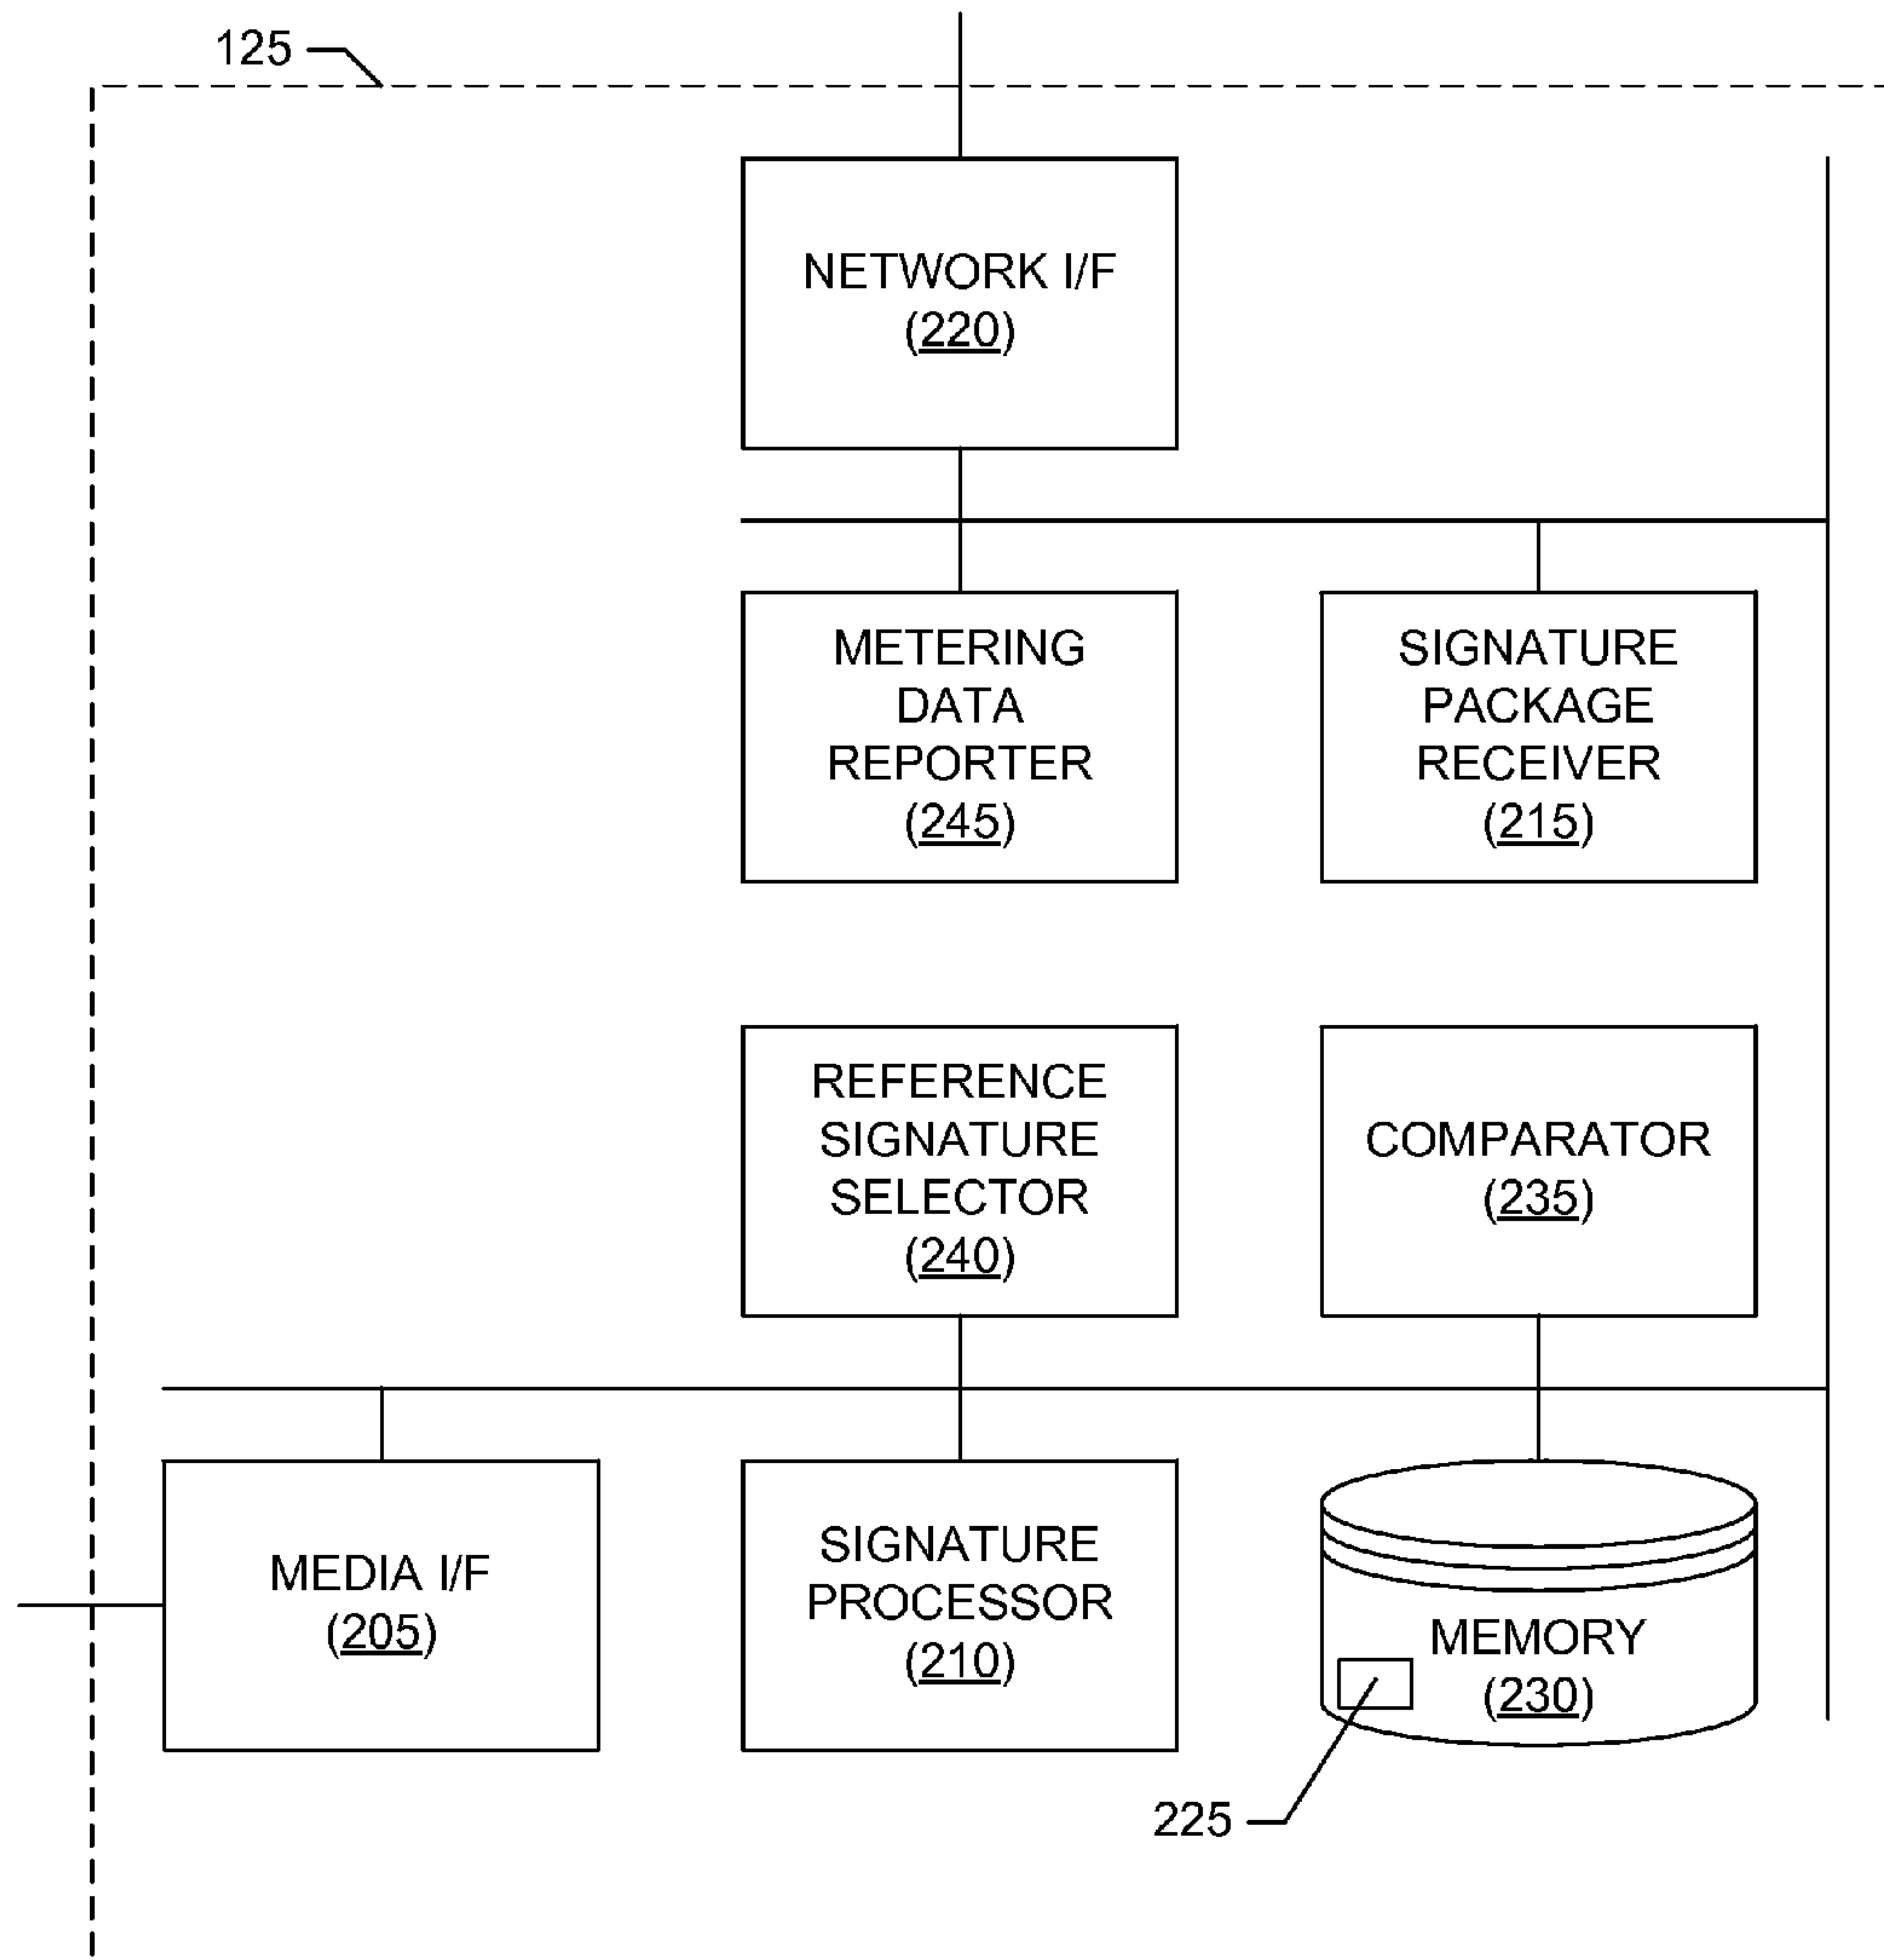 125
NETWORK I/F
(220)
METERING
DATA
REPORTER
(245)
SIGNATURE
PACKAGE
RECEIVER
(215)
REFERENCE
SIGNATURE
SELECTOR
(240)
COMPARATOR
(235)
MEDIA I/F
(205)
SIGNATURE
PROCESSOR
(210)
MEMORY
(230)
225